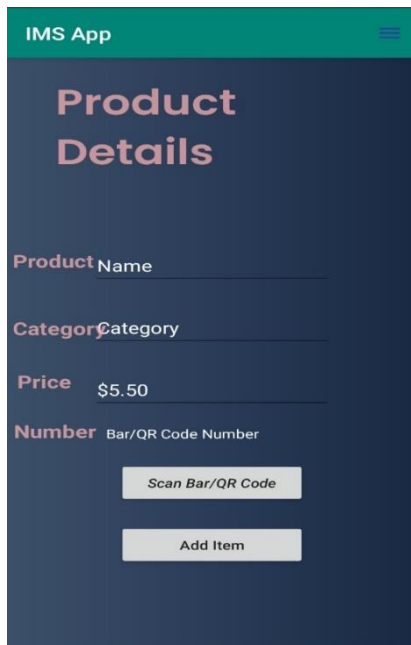 IMS App
Product
Details
Product Name
Category Category
Price $5.50
Number Bar/QR Code Number
Scan Bar/QR Code
Add Item